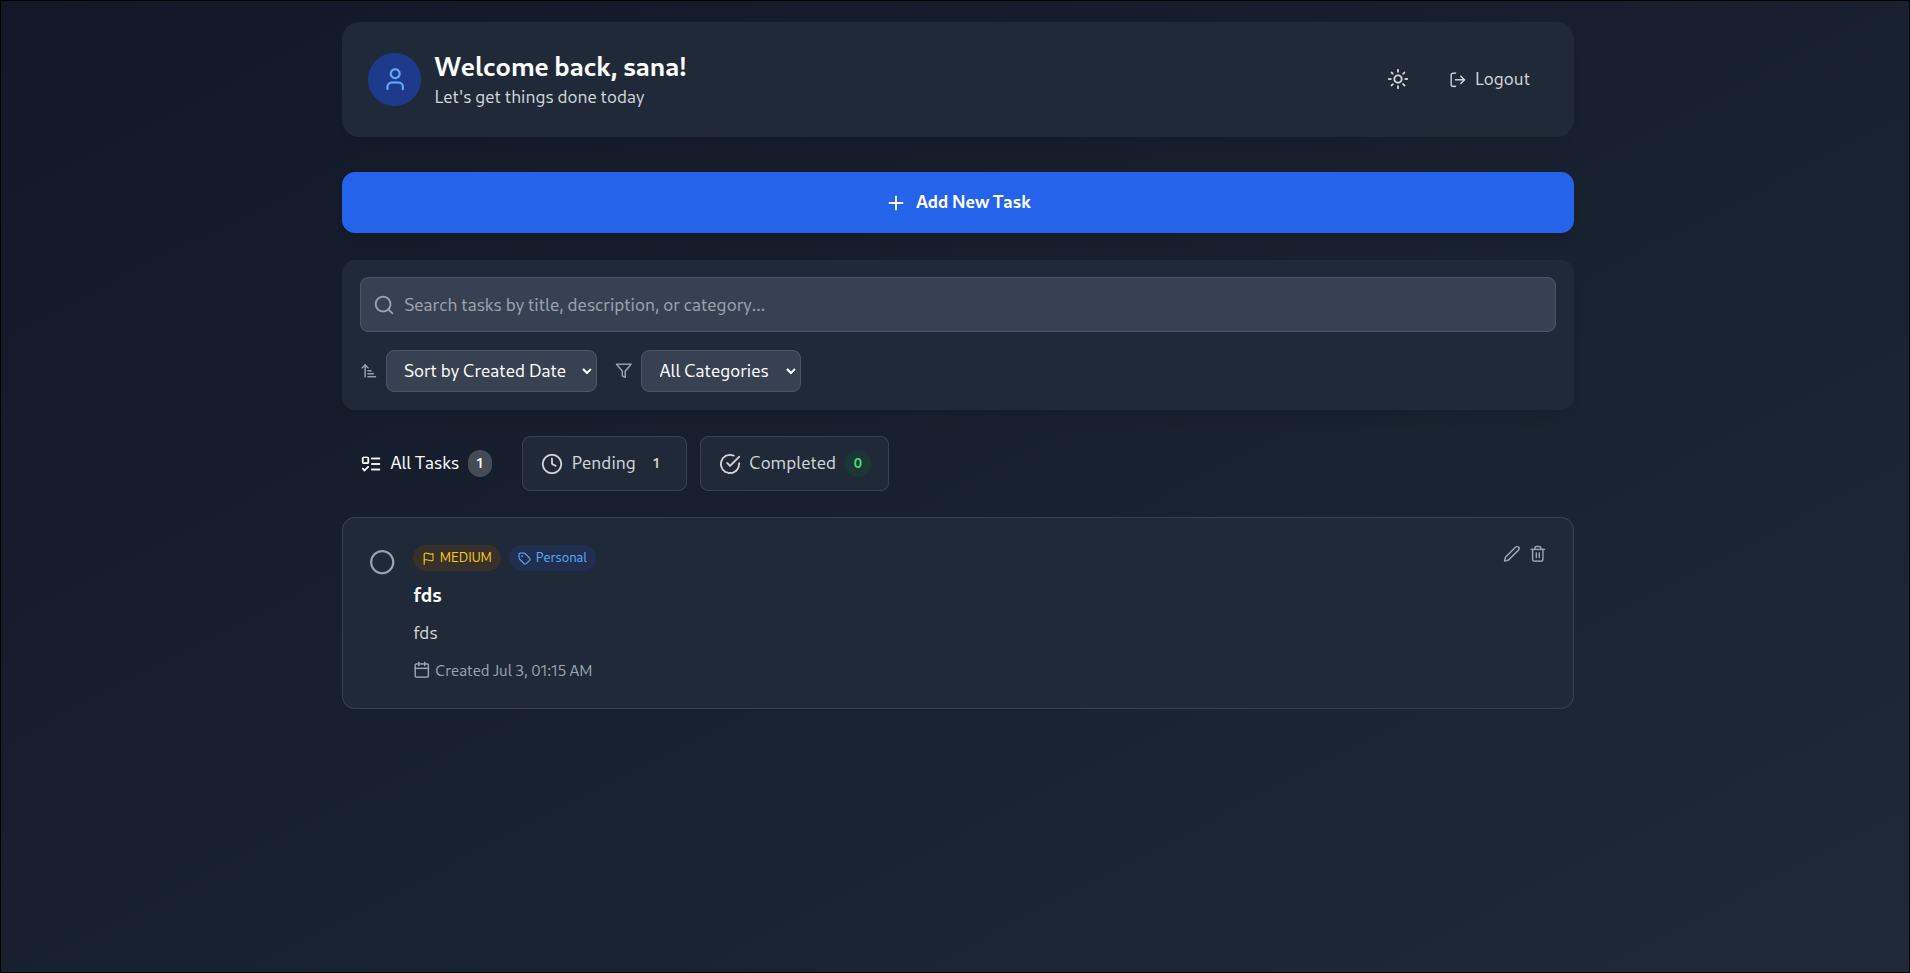 Welcome back, sana!
Let's get things done today
Logout
Add New Task
Search tasks by title, description, or category...
Sort by Created Date
All Categories
All Tasks 1
Pending 1
Completed 0
MEDIUM
Personal
fds
fds
Created Jul 3, 01:15 AM